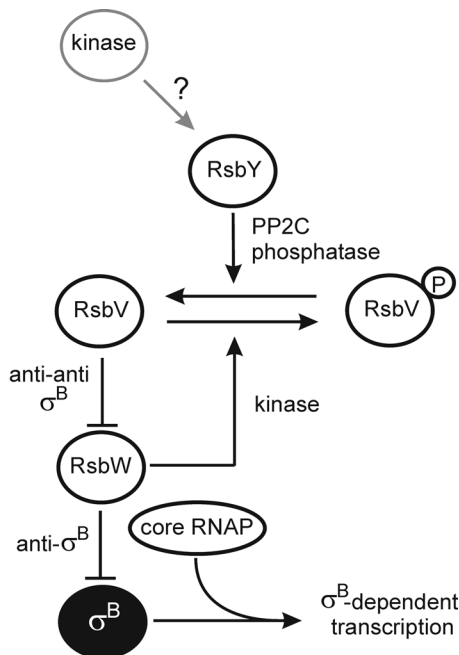 kinase
?
RsbY
PP2C
phosphatase
RsbV
RsbV
P
anti-anti
σB
kinase
RsbW
core RNAP
anti-σB
σB
σB-dependent
transcription